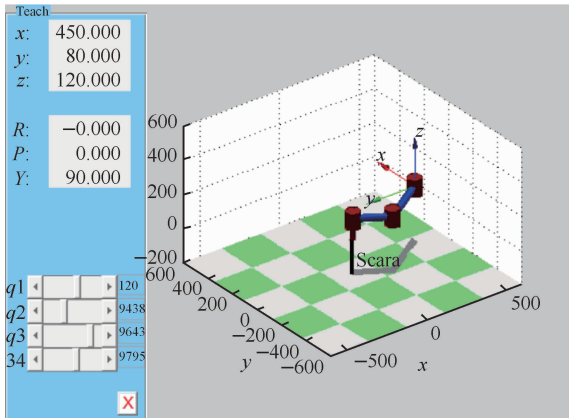 Teach
x: 450.000
y: 80.000
z: 120.000
R: −0.000
P: 0.000
Y: 90.000
q1 120
q2 9438
q3 9643
34 9795
X
600
400
200
0
−200
600
400
200
0
−200
−400
−600
y
−500
0
500
x
z
x
y
Scara